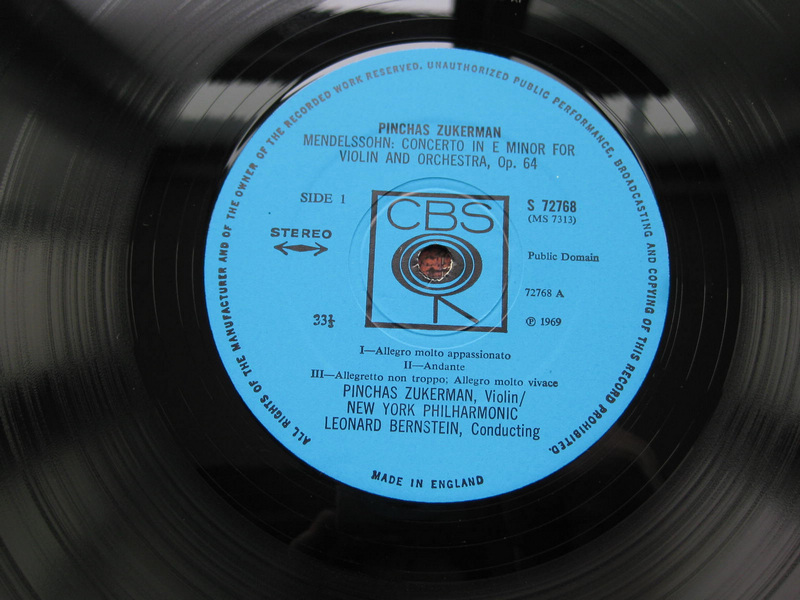 ALL RIGHTS OF THE MANUFACTURER AND OF THE OWNER OF THE RECORDED WORK RESERVED. UNAUTHORIZED PUBLIC PERFORMANCE, BROADCASTING AND COPYING OF THIS RECORD PROHIBITED.
PINCHAS ZUKERMAN
MENDELSSOHN: CONCERTO IN E MINOR FOR
VIOLIN AND ORCHESTRA, Op. 64
SIDE 1
STEREO
33⅓
CBS
S 72768
(MS 7313)
Public Domain
72768 A
℗ 1969
I—Allegro molto appassionato
II—Andante
III—Allegretto non troppo; Allegro molto vivace
PINCHAS ZUKERMAN, Violin/
NEW YORK PHILHARMONIC
LEONARD BERNSTEIN, Conducting
MADE IN ENGLAND